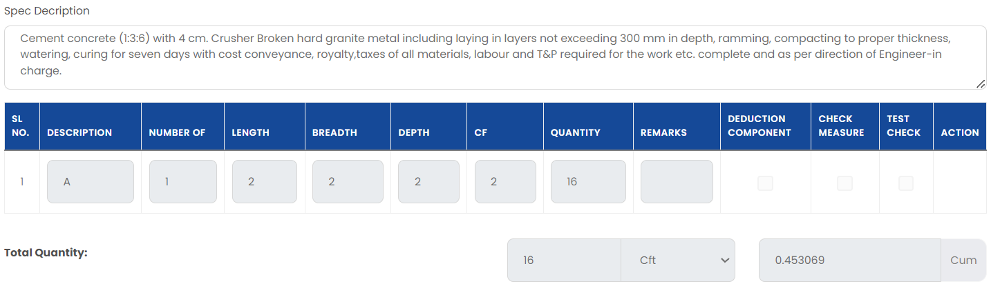 Spec Decription
Cement concrete (1:3:6) with 4 cm. Crusher Broken hard granite metal including laying in layers not exceeding 300 mm in depth, ramming, compacting to proper thickness,
watering, curing for seven days with cost conveyance, royalty,taxes of all materials, labour and T&P required for the work etc. complete and as per direction of Engineer-in
charge.
SL NO. DESCRIPTION NUMBER OF LENGTH BREADTH DEPTH CF QUANTITY REMARKS DEDUCTION COMPONENT CHECK MEASURE TEST CHECK ACTION
1 A 1 2 2 2 2 16
Total Quantity: 16 Cft 0.453069 Cum